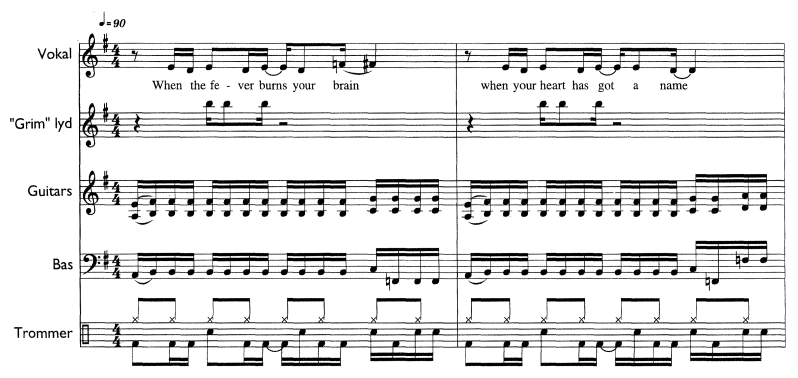 ♩= 90
Vokal
When the fe - ver burns your brain when your heart has got a name
"Grim" lyd
Guitars
Bas
Trommer